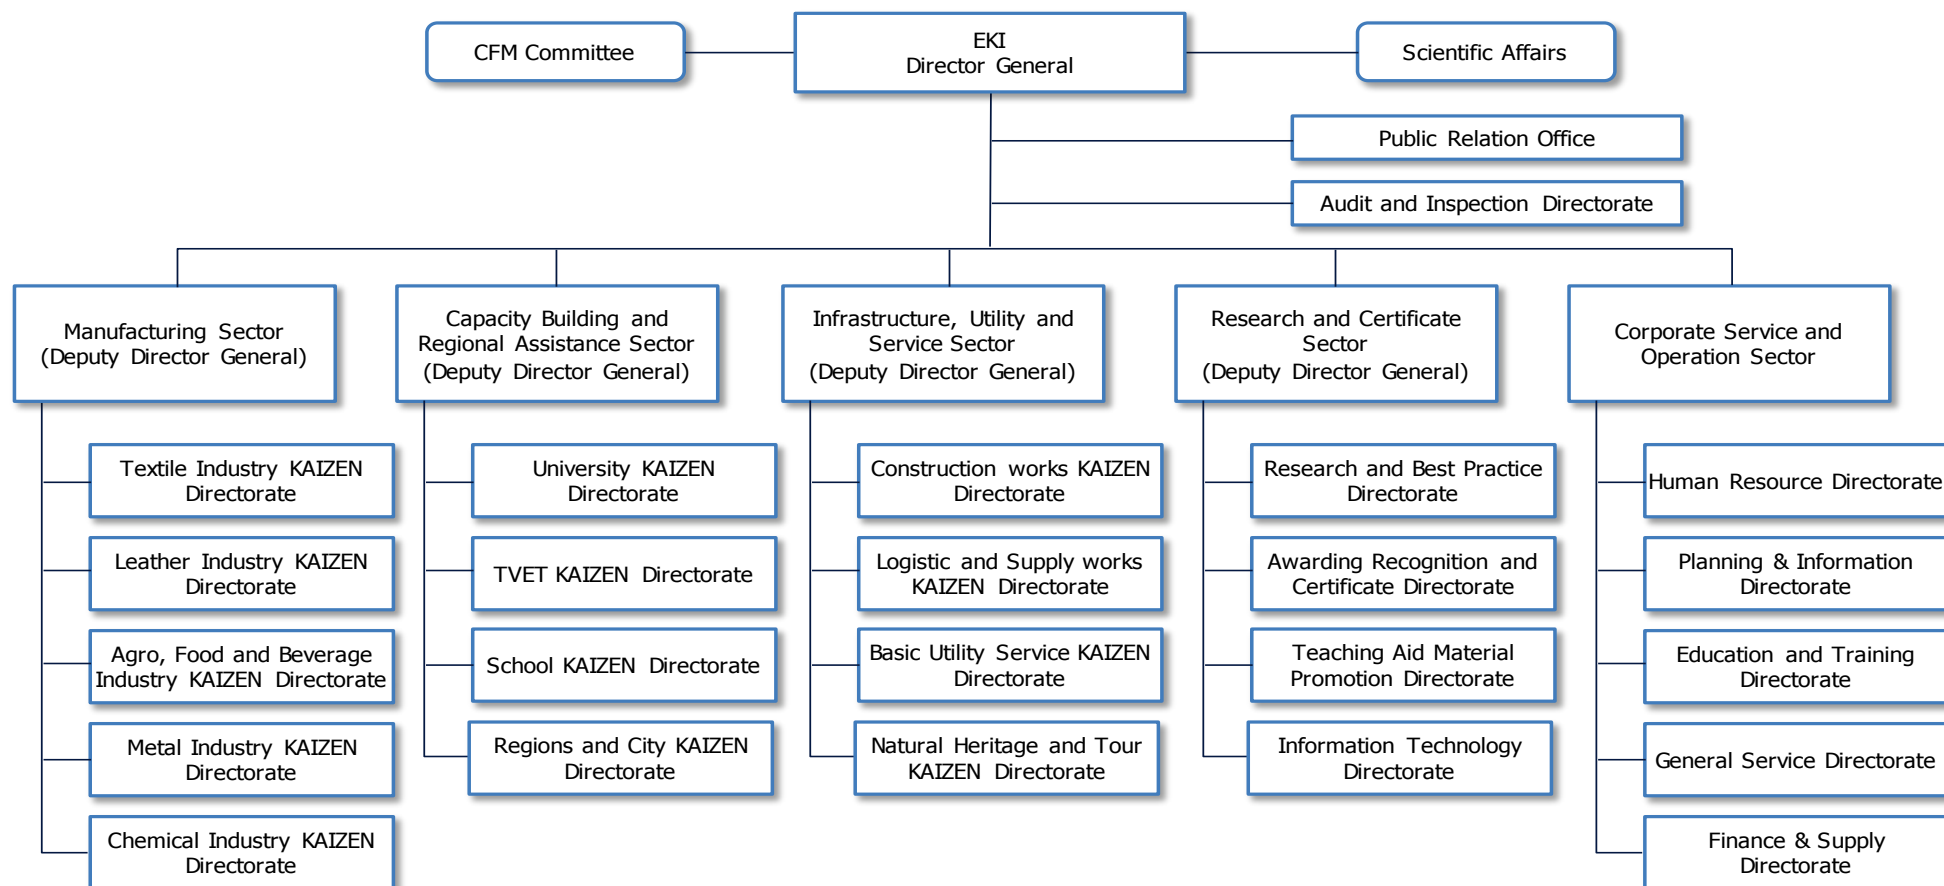 CFM Committee
EKI
Director General
Scientific Affairs
Public Relation Office
Audit and Inspection Directorate
Manufacturing Sector
(Deputy Director General)
Capacity Building and
Regional Assistance Sector
(Deputy Director General)
Infrastructure, Utility and
Service Sector
(Deputy Director General)
Research and Certificate
Sector
(Deputy Director General)
Corporate Service and
Operation Sector
Textile Industry KAIZEN
Directorate
Leather Industry KAIZEN
Directorate
Agro, Food and Beverage
Industry KAIZEN Directorate
Metal Industry KAIZEN
Directorate
Chemical Industry KAIZEN
Directorate
University KAIZEN
Directorate
TVET KAIZEN Directorate
School KAIZEN Directorate
Regions and City KAIZEN
Directorate
Construction works KAIZEN
Directorate
Logistic and Supply works
KAIZEN Directorate
Basic Utility Service KAIZEN
Directorate
Natural Heritage and Tour
KAIZEN Directorate
Research and Best Practice
Directorate
Awarding Recognition and
Certificate Directorate
Teaching Aid Material
Promotion Directorate
Information Technology
Directorate
Human Resource Directorate
Planning & Information
Directorate
Education and Training
Directorate
General Service Directorate
Finance & Supply
Directorate